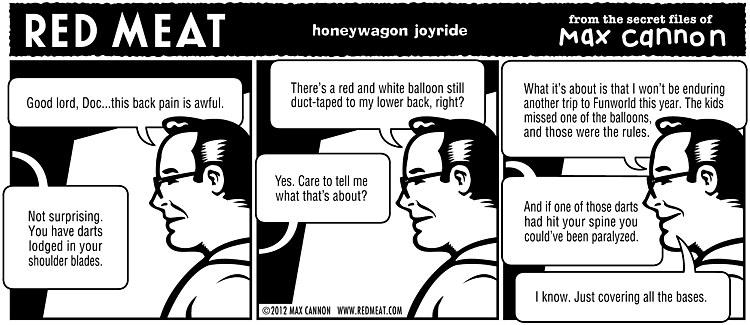 RED MEAT
honeywagon joyride
from the secret files of
Max cannon
Good lord, Doc...this back pain is awful.
Not surprising.
You have darts
lodged in your
shoulder blades.
There's a red and white balloon still
duct-taped to my lower back, right?
Yes. Care to tell me
what that's about?
©2012 MAX CANNON WWW.REDMEAT.COM
What it's about is that I won't be enduring
another trip to Funworld this year. The kids
missed one of the balloons,
and those were the rules.
And if one of those darts
had hit your spine you
could've been paralyzed.
I know. Just covering all the bases.